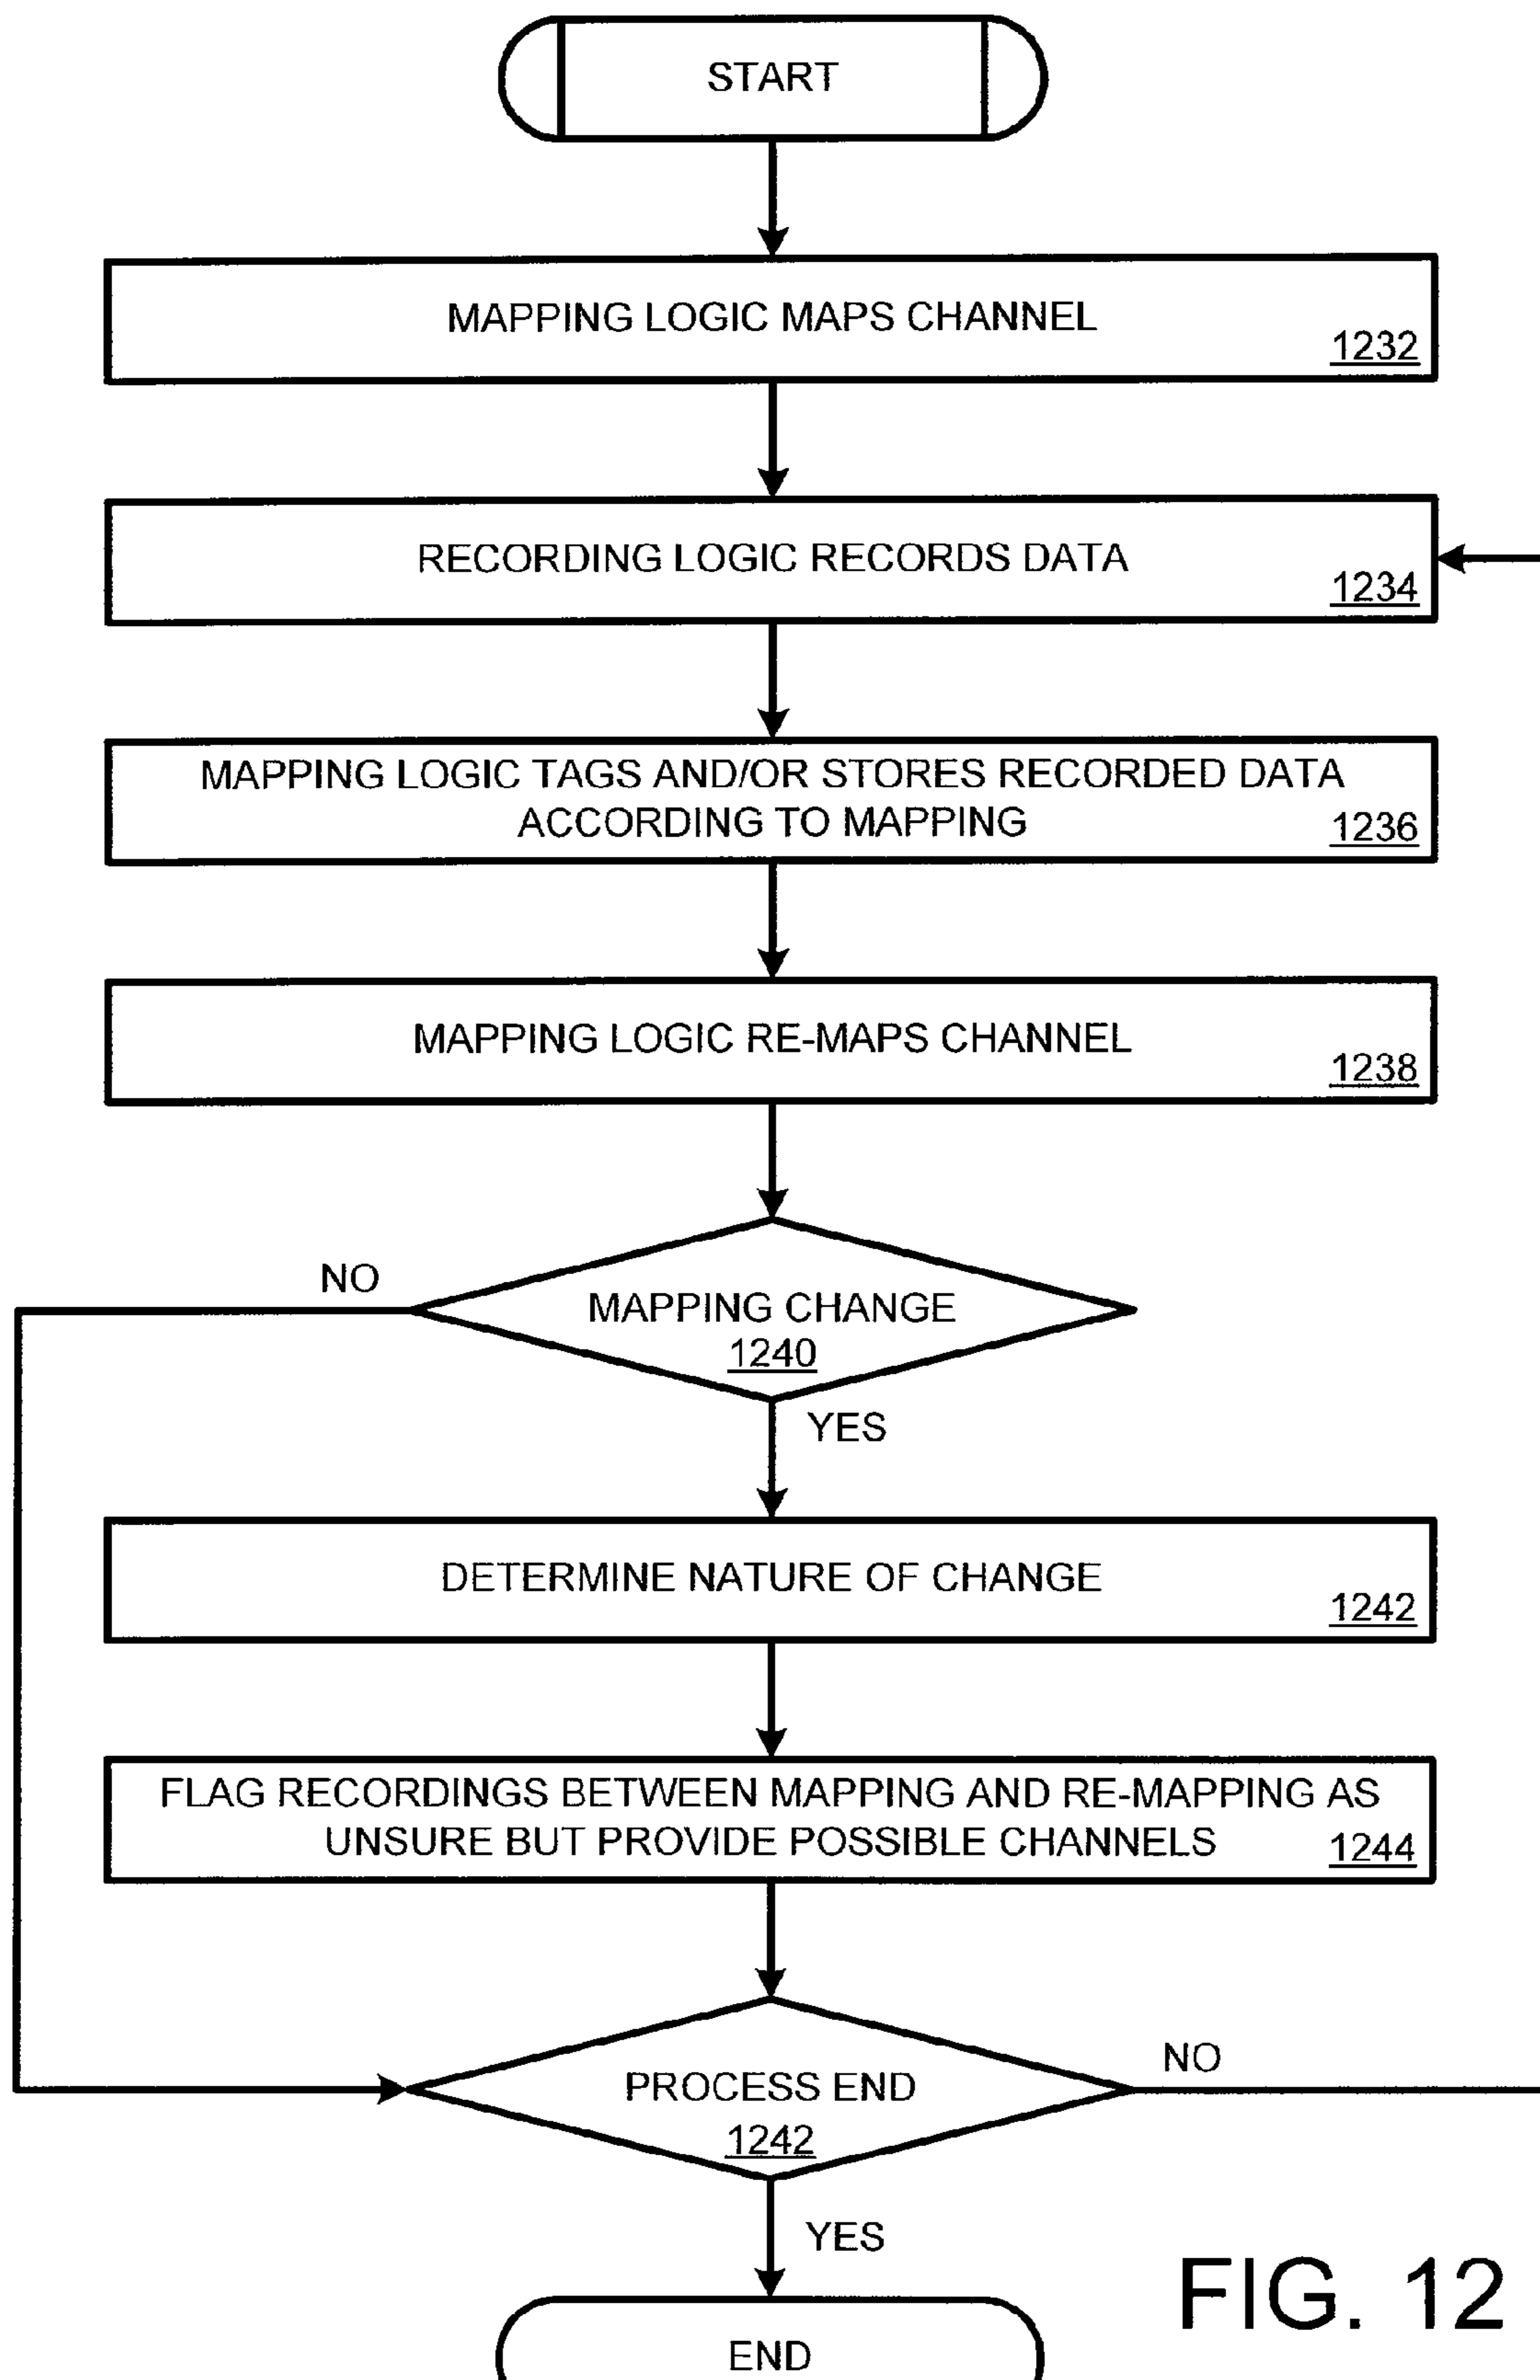 START
MAPPING LOGIC MAPS CHANNEL
1232
RECORDING LOGIC RECORDS DATA
1234
MAPPING LOGIC TAGS AND/OR STORES RECORDED DATA
ACCORDING TO MAPPING
1236
MAPPING LOGIC RE-MAPS CHANNEL
1238
NO
MAPPING CHANGE
1240
YES
DETERMINE NATURE OF CHANGE
1242
FLAG RECORDINGS BETWEEN MAPPING AND RE-MAPPING AS
UNSURE BUT PROVIDE POSSIBLE CHANNELS
1244
NO
PROCESS END
1242
YES
END
FIG. 12